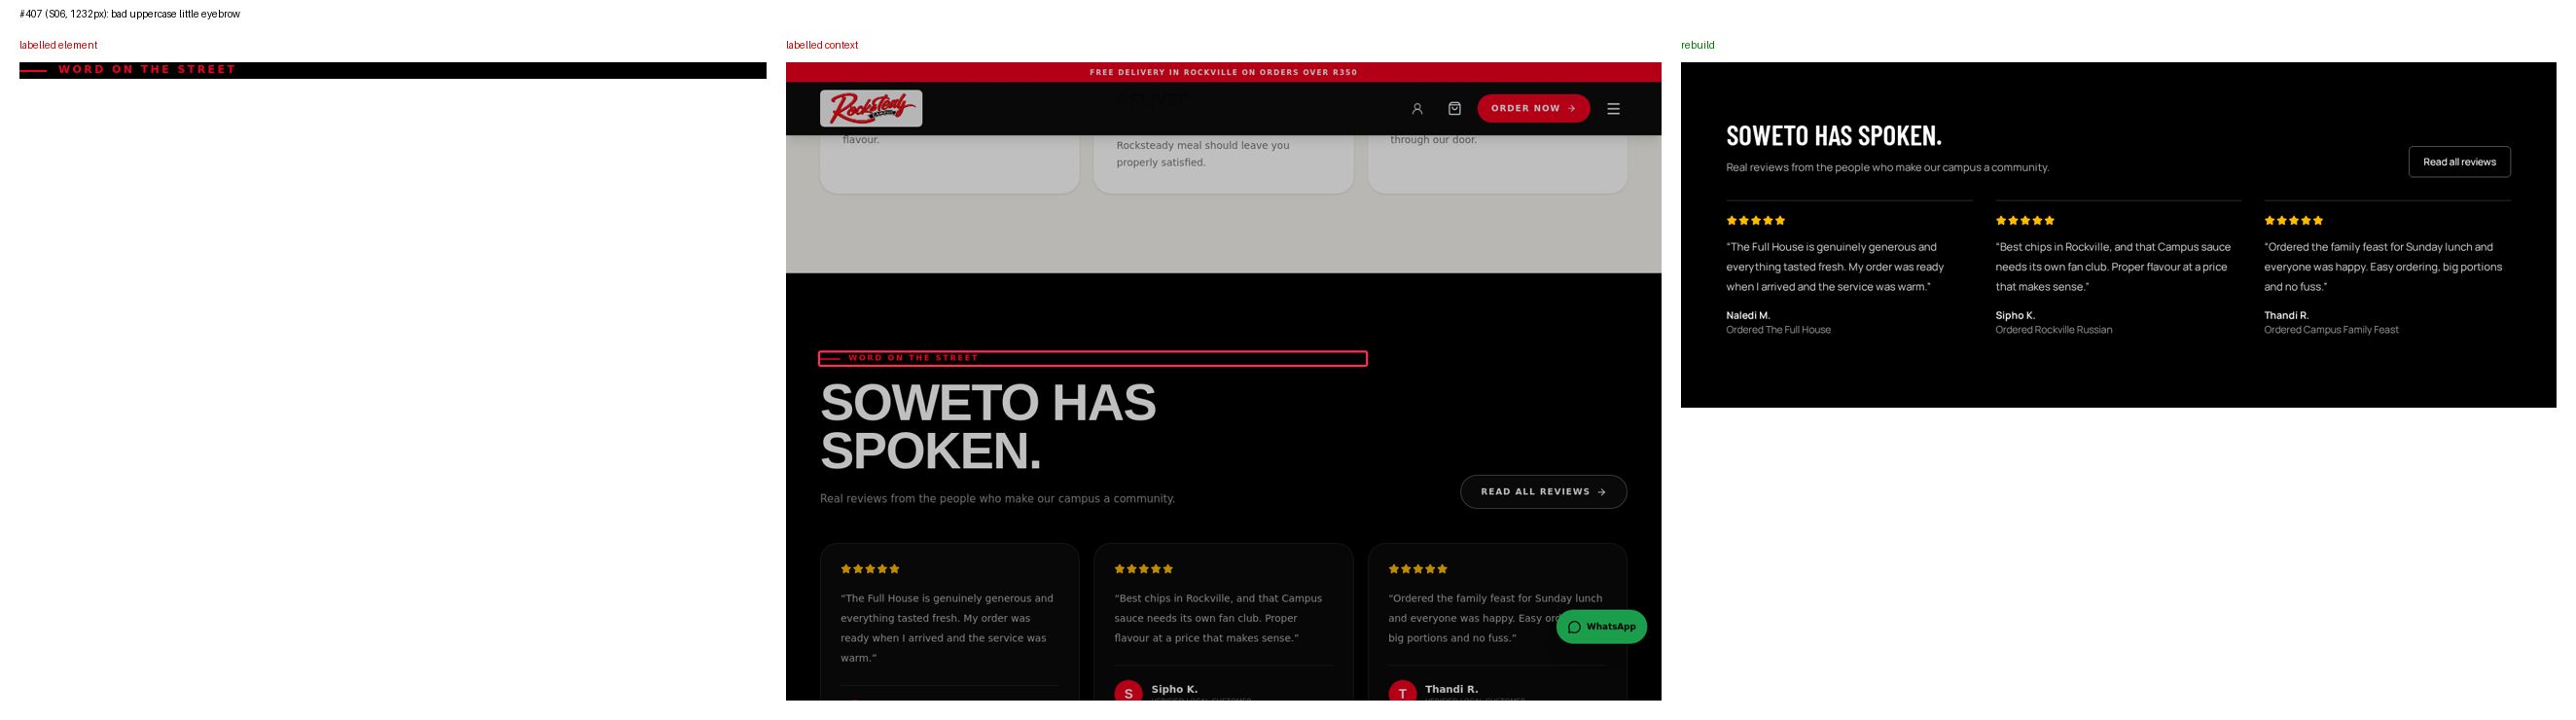 #407 (S06, 1232px): bad uppercase little eyebrow
labelled element
WORD ON THE STREET
labelled context
FREE DELIVERY IN ROCKVILLE ON ORDERS OVER R350
Rocksteady
CAMPUS
ORDER NOW
flavour.
Rocksteady meal should leave you
properly satisfied.
through our door.
WORD ON THE STREET
SOWETO HAS
SPOKEN.
Real reviews from the people who make our campus a community.
READ ALL REVIEWS
“The Full House is genuinely generous and
everything tasted fresh. My order was
ready when I arrived and the service was
warm.”
“Best chips in Rockville, and that Campus
sauce needs its own fan club. Proper
flavour at a price that makes sense.”
S
Sipho K.
“Ordered the family feast for Sunday lunch
and everyone was happy. Easy
big portions and no fuss.”
T
Thandi R.
WhatsApp
rebuild
SOWETO HAS SPOKEN.
Real reviews from the people who make our campus a community.
Read all reviews
“The Full House is genuinely generous and
everything tasted fresh. My order was ready
when I arrived and the service was warm.”
Naledi M.
Ordered The Full House
“Best chips in Rockville, and that Campus sauce
needs its own fan club. Proper flavour at a price
that makes sense.”
Sipho K.
Ordered Rockville Russian
“Ordered the family feast for Sunday lunch and
everyone was happy. Easy ordering, big portions
and no fuss.”
Thandi R.
Ordered Campus Family Feast